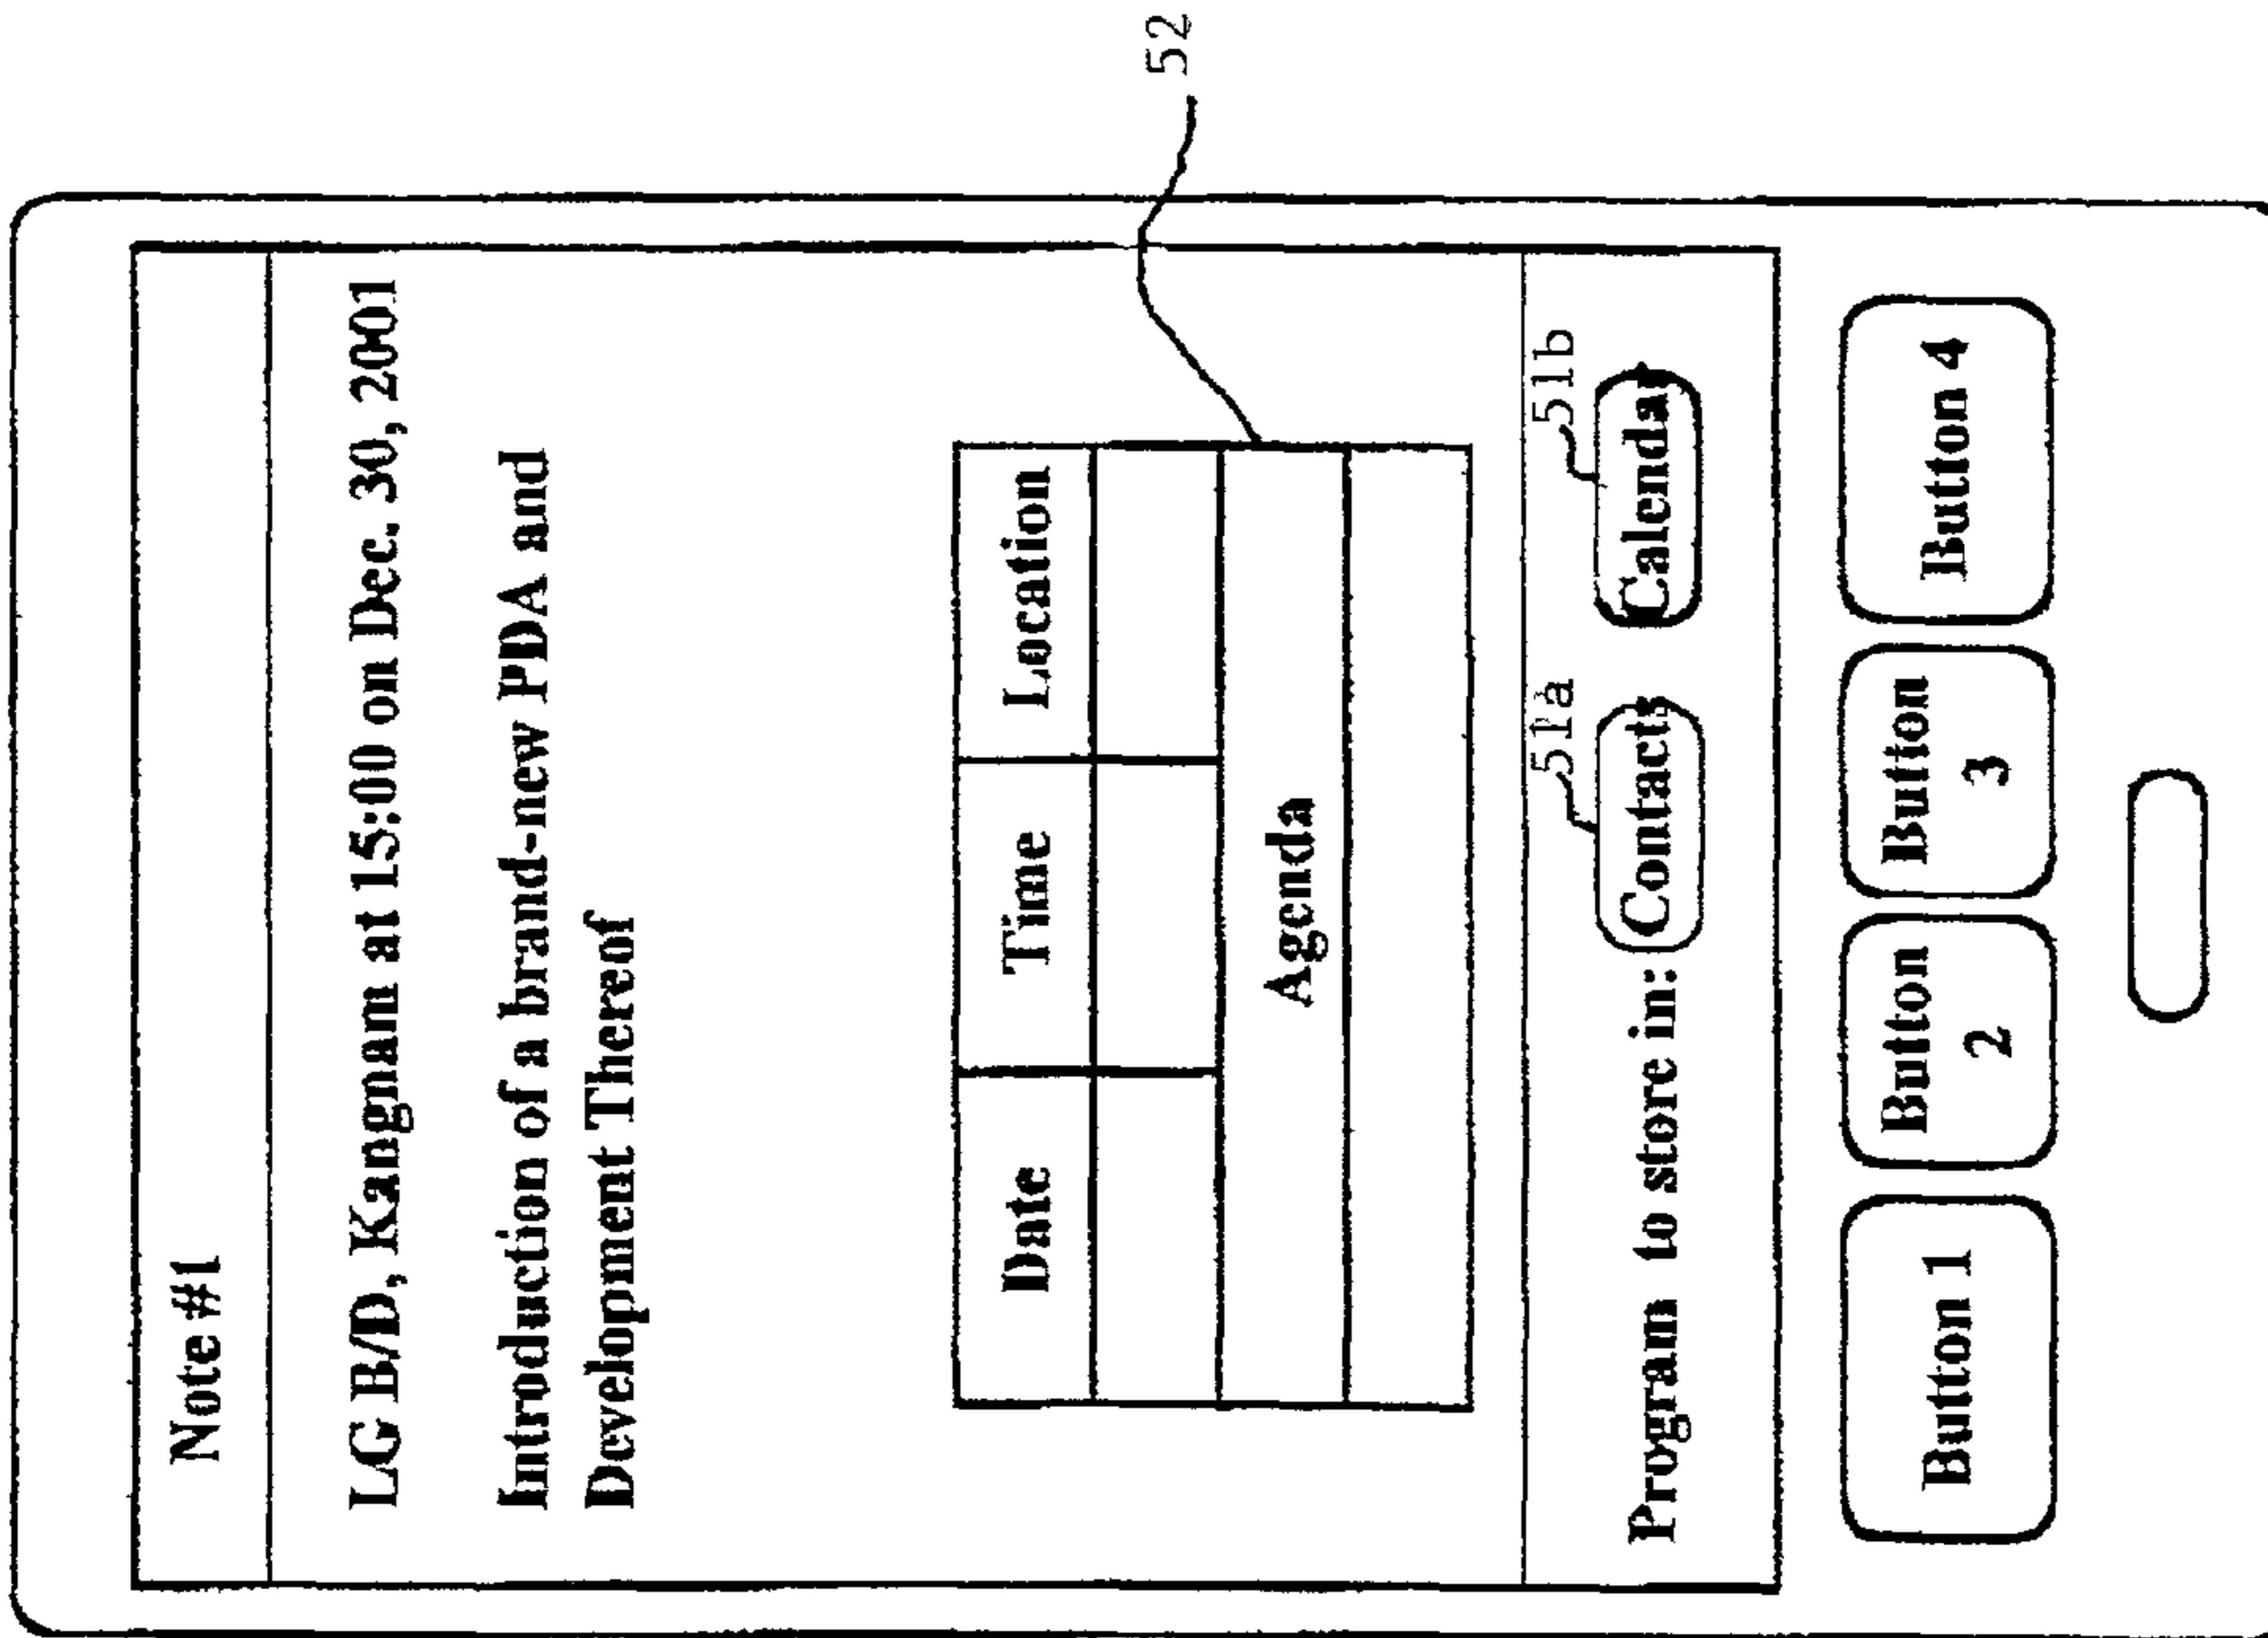 Note #1
LG B/D, Kangnam at 15:00 on Dec. 30, 2001
Introduction of a brand-new PDA and
Development Thereof
52
Date Time Location
Agenda
51a 51b
Program to store in: Contacts Calendar
Button 1 Button 2 Button 3 Button 4